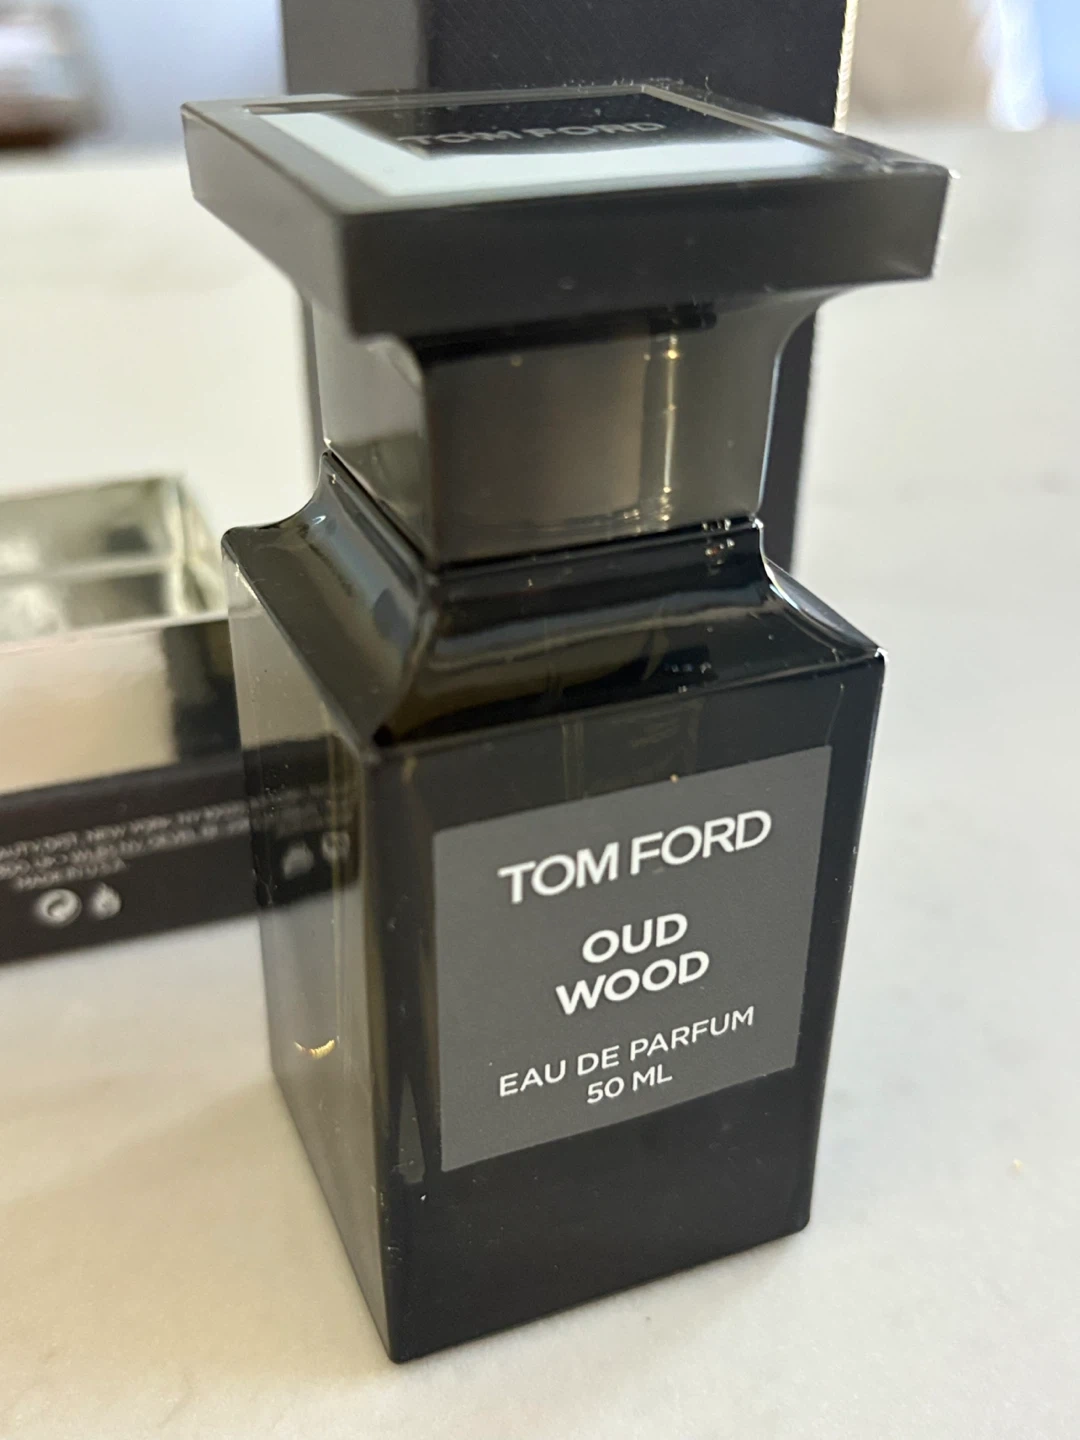 TOM FORD
TOM FORD
OUD
WOOD
EAU DE PARFUM
50 ML
MADE IN U.S.A.